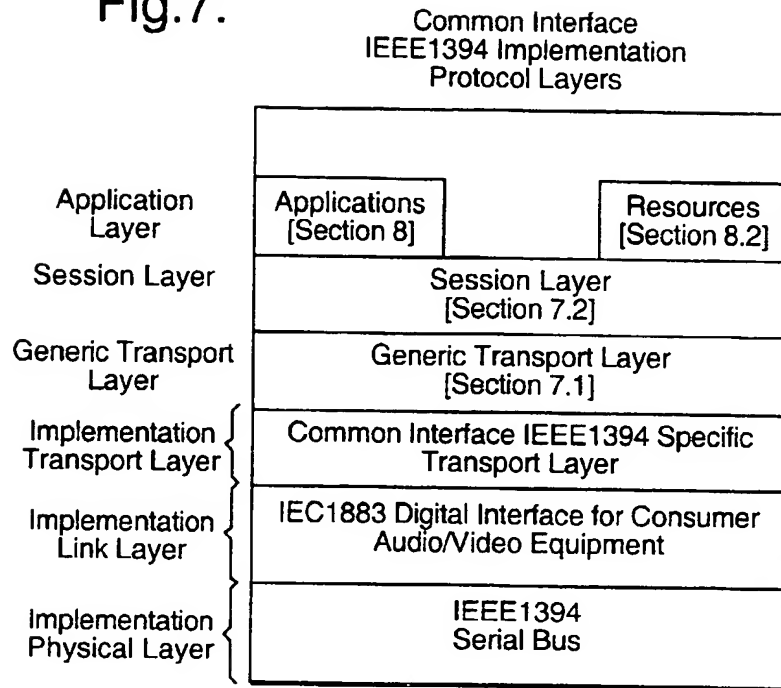 Fig.7.
Common Interface
IEEE1394 Implementation
Protocol Layers
Application
Layer
Applications
[Section 8]
Resources
[Section 8.2]
Session Layer
Session Layer
[Section 7.2]
Generic Transport
Layer
Generic Transport Layer
[Section 7.1]
Implementation
Transport Layer
Common Interface IEEE1394 Specific
Transport Layer
Implementation
Link Layer
IEC1883 Digital Interface for Consumer
Audio/Video Equipment
Implementation
Physical Layer
IEEE1394
Serial Bus